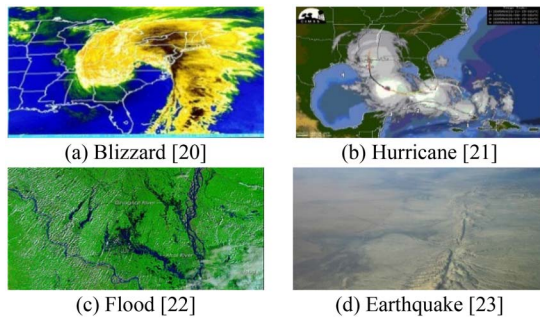 (a) Blizzard [20]
(b) Hurricane [21]
(c) Flood [22]
(d) Earthquake [23]